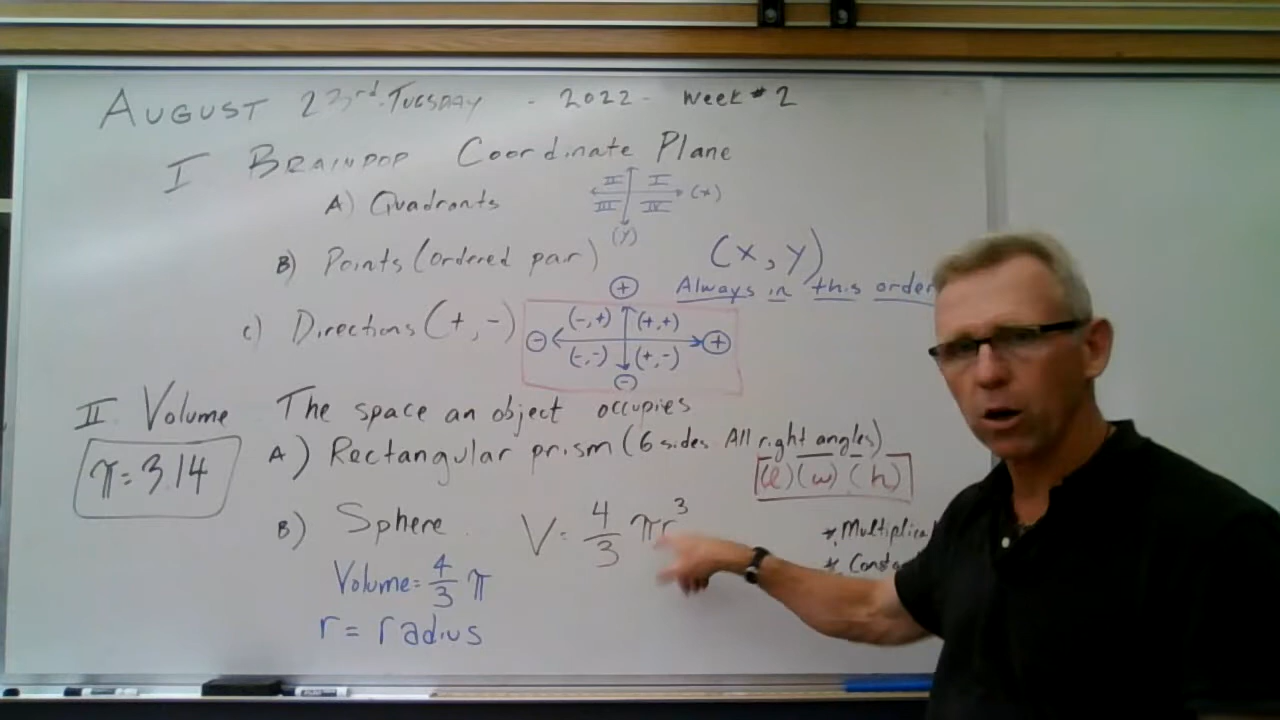 AUGUST 23rd. TUESDAY - 2022 - Week #2
I BRAINPOP Coordinate Plane
A) Quadrants
II I (x)
III IV
(y)
B) Points (ordered pair) (x, y)
Always in this order
C) Directions (+, -)
+
(-,+) (+,+)
- +
(-,-) (+,-)
-
II Volume The space an object occupies
A) Rectangular prism (6 sides All right angles)
π = 3.14
(l) (w) (h)
B) Sphere V = 4/3 πr³
* Multiplica
* Consta
Volume = 4/3 π
r = radius